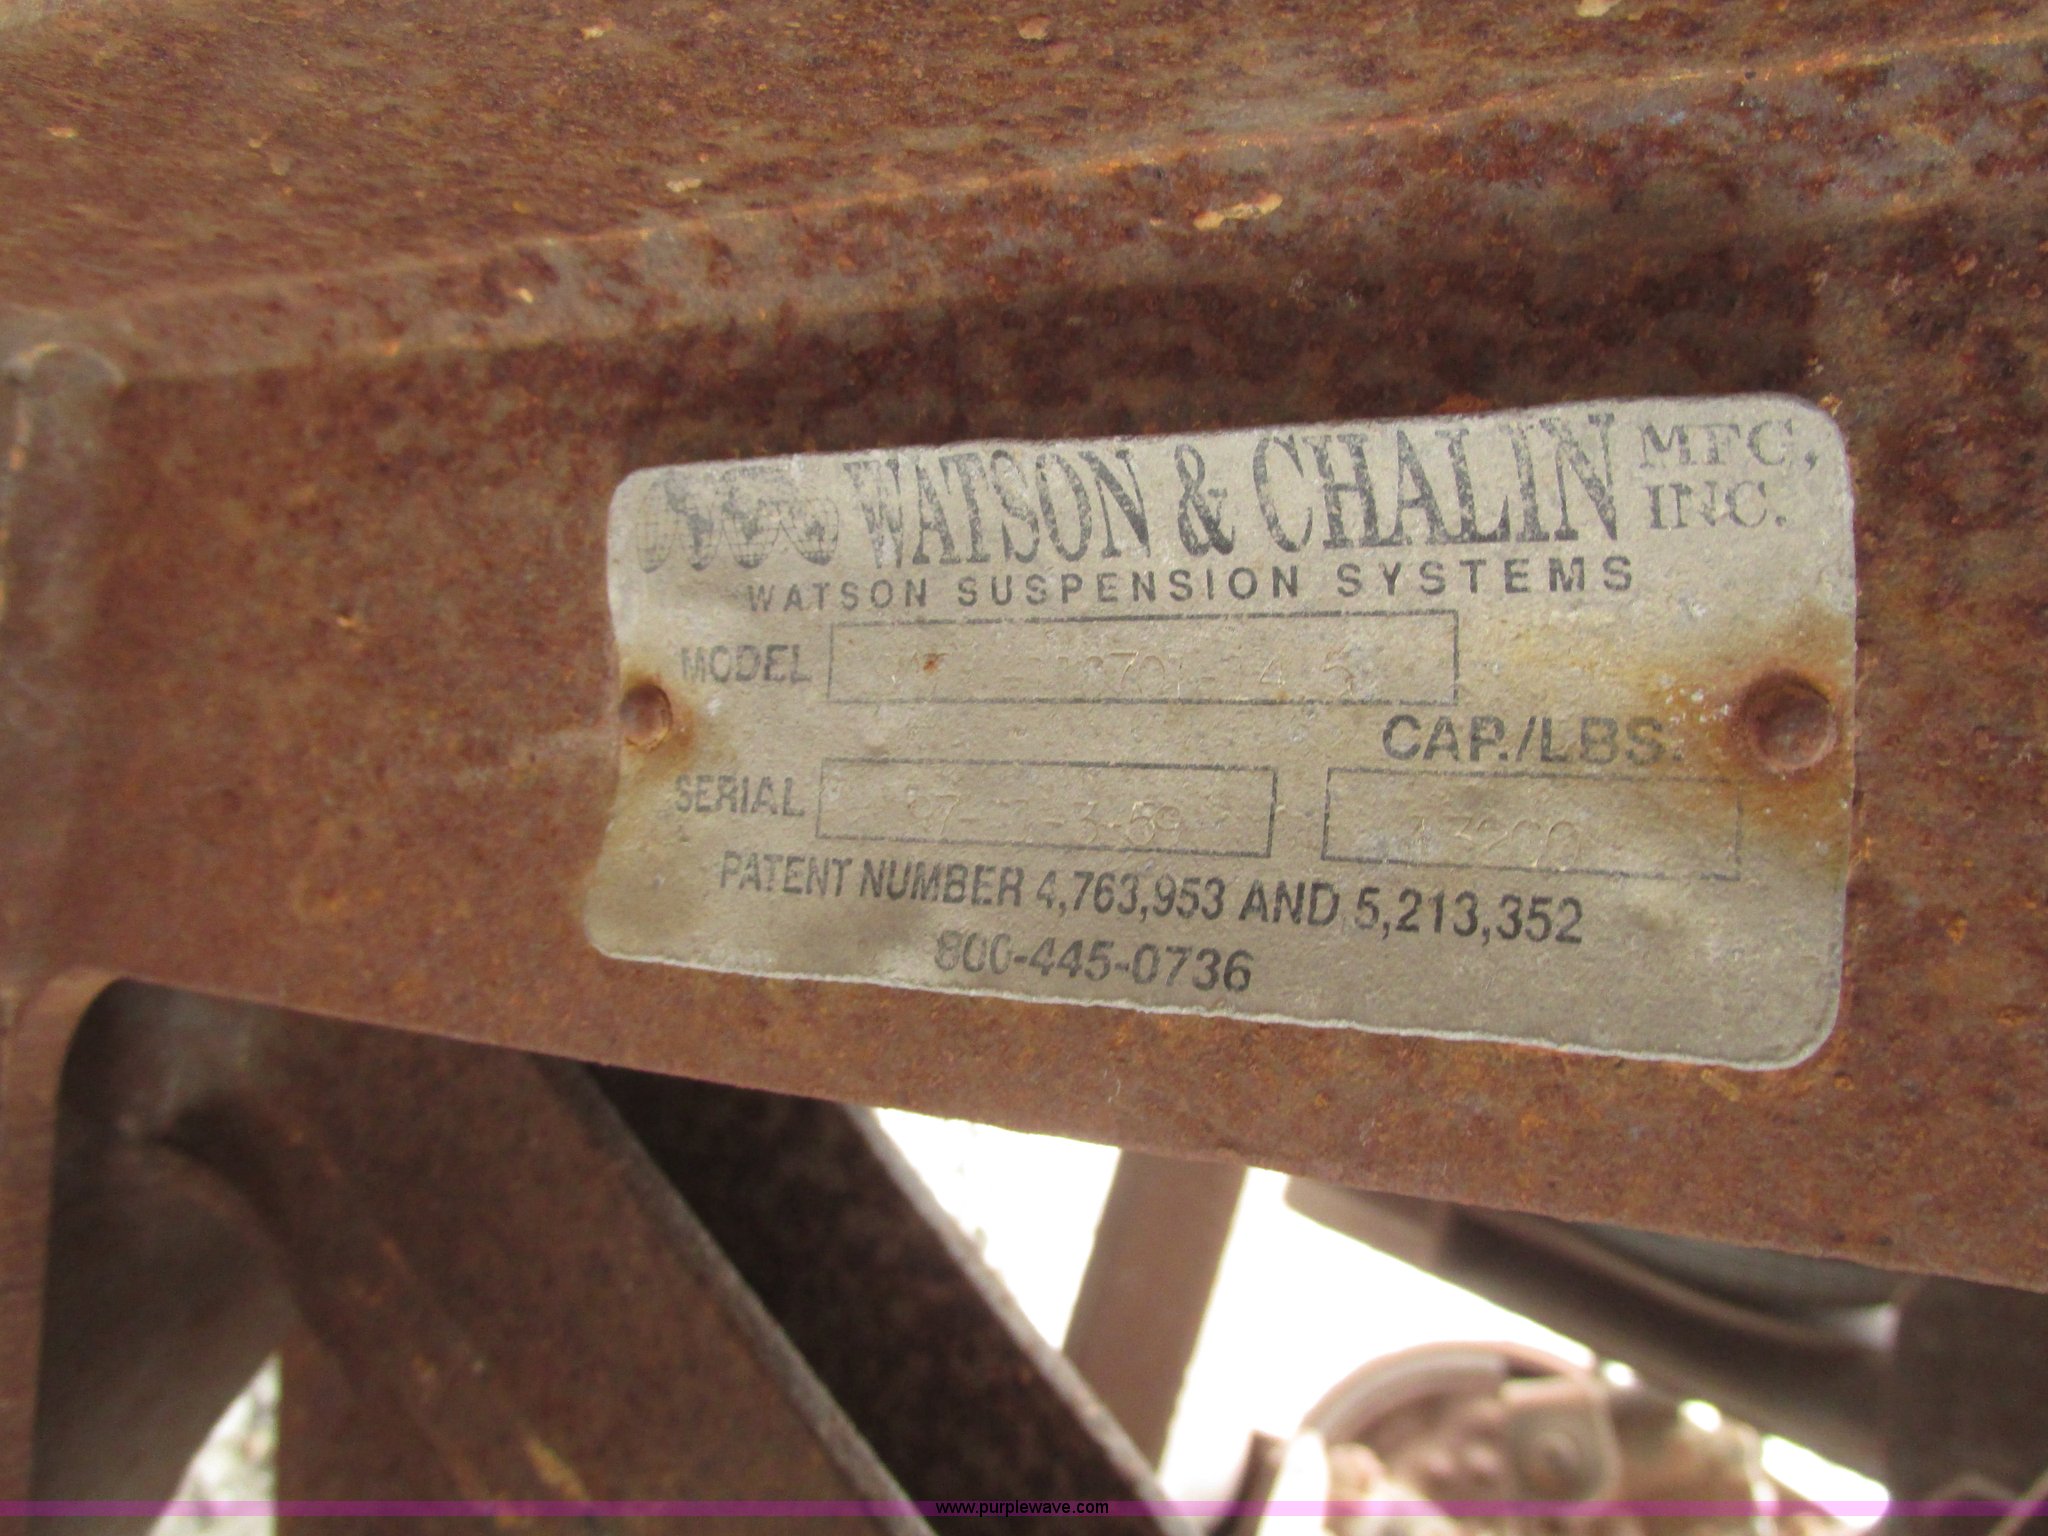 WATSON & CHALIN MFG, INC.
WATSON SUSPENSION SYSTEMS
MODEL
CAP./LBS.
SERIAL
PATENT NUMBER 4,763,953 AND 5,213,352
800-445-0736
www.purplewave.com